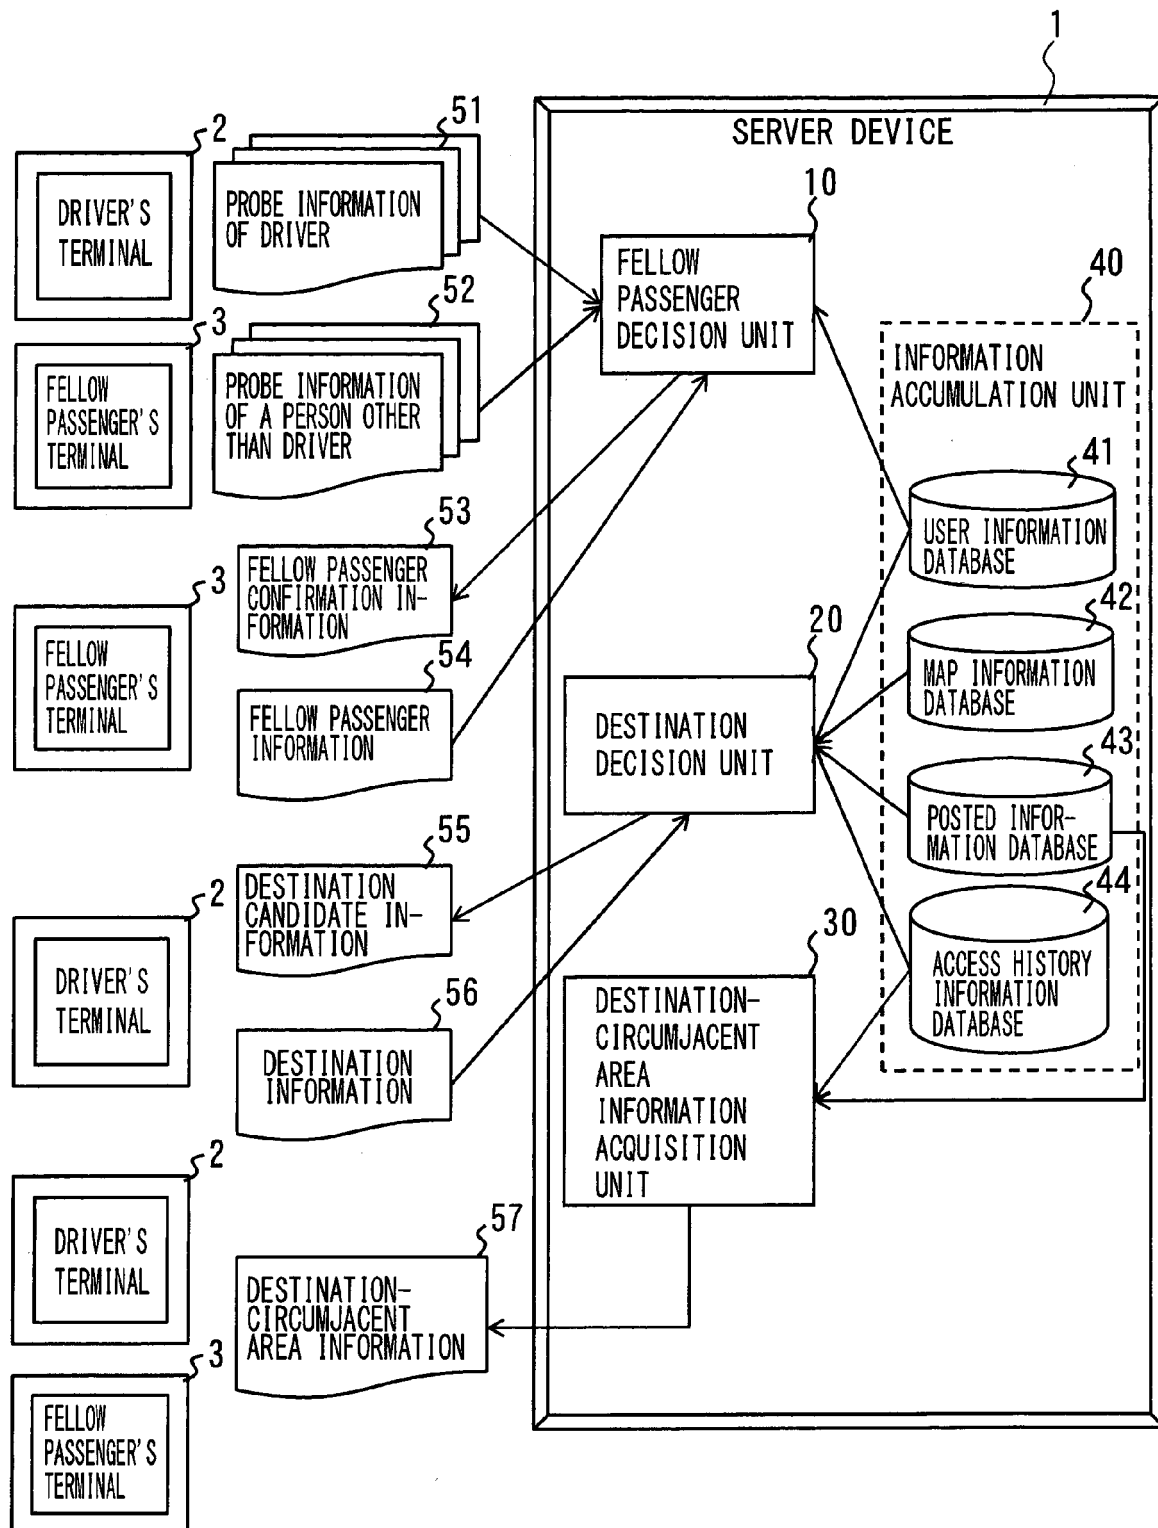 1
SERVER DEVICE
2
DRIVER'S
TERMINAL
51
PROBE INFORMATION
OF DRIVER
10
FELLOW
PASSENGER
DECISION UNIT
3
FELLOW
PASSENGER'S
TERMINAL
52
PROBE INFORMATION
OF A PERSON OTHER
THAN DRIVER
40
INFORMATION
ACCUMULATION UNIT
41
USER INFORMATION
DATABASE
53
FELLOW PASSENGER
CONFIRMATION IN-
FORMATION
3
FELLOW
PASSENGER'S
TERMINAL
54
FELLOW PASSENGER
INFORMATION
20
DESTINATION
DECISION UNIT
42
MAP INFORMATION
DATABASE
43
POSTED INFOR-
MATION DATABASE
44
ACCESS HISTORY
INFORMATION
DATABASE
55
DESTINATION
CANDIDATE IN-
FORMATION
2
DRIVER'S
TERMINAL
56
DESTINATION
INFORMATION
30
DESTINATION-
CIRCUMJACENT
AREA
INFORMATION
ACQUISITION
UNIT
2
DRIVER'S
TERMINAL
57
DESTINATION-
CIRCUMJACENT
AREA INFORMATION
3
FELLOW
PASSENGER'S
TERMINAL